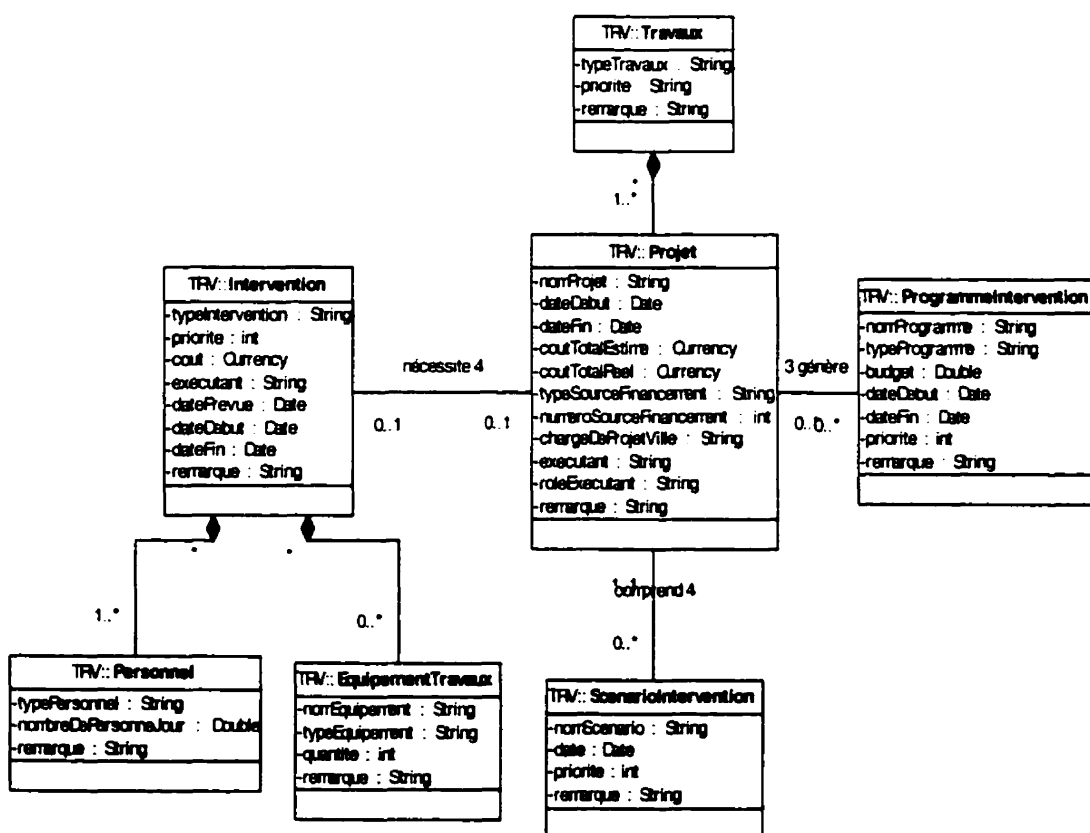 TRV::Travaux
-typeTravaux : String
-priorite String
-remarque : String
*
1..*
TRV::Projet
-nomProjet : String
-dateDebut : Date
-dateFin : Date
-coutTotalEstime : Currency
-coutTotalReel : Currency
-typeSourceFinancement : String
-numeroSourceFinancement : int
-chargeDeProjetVille : String
-executant : String
-roleExecutant : String
-remarque : String
TRV::Intervention
-typeIntervention : String
-priorite : int
-cout : Currency
-executant : String
-datePrevue : Date
-dateDebut : Date
-dateFin : Date
-remarque : String
nécessite 4
0..1
0..1
TRV::ProgrammeIntervention
-nomProgramme : String
-typeProgramme : String
-budget : Double
-dateDebut : Date
-dateFin : Date
-priorite : int
-remarque : String
3 génère
0..*
*
*
1..*
0..*
comprend 4
0..*
TRV::Personnel
-typePersonnel : String
-nombreDePersonneJour : Double
-remarque : String
TRV::EquipementTravaux
-nomEquipement : String
-typeEquipement : String
-quantite : int
-remarque : String
TRV::ScenarioIntervention
-nomScenario : String
-date : Date
-priorite : int
-remarque : String